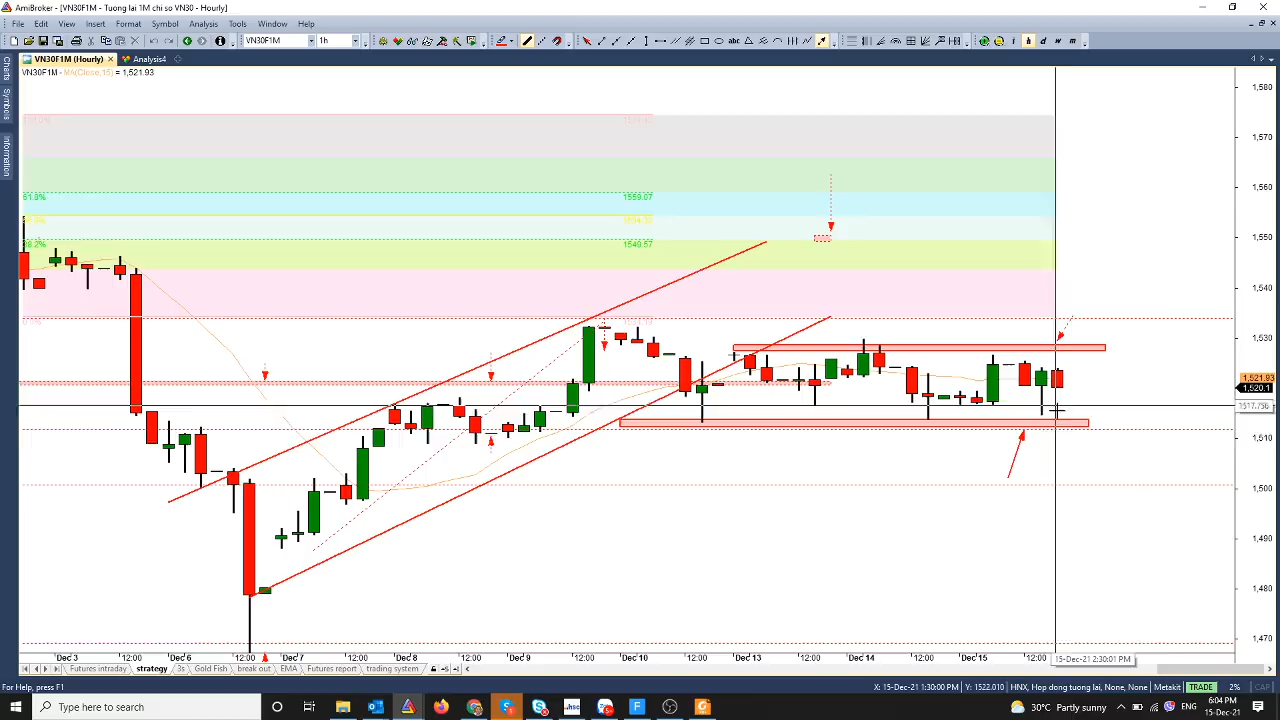 AmiBroker - [VN30F1M - Tuong lai 1M chi so VN30 - Hourly]
File Edit View Insert Format Symbol Analysis Tools Window Help
VN30F1M 1h
i h d w m
VN30F1M (Hourly) Analysis4
VN30F1M - MA(Close,15) = 1,521.93
Charts
Symbols
Information
1,580
1,570
1,560
61.8% 1559.07
1,550
38.2% 1549.57
1,540
1,530
1,521.93
1,520.1
1,510
1,500
1,490
1,480
1,470
Dec 3 12:00 Dec 6 12:00 Dec 7 12:00 Dec 8 12:00 Dec 9 12:00 Dec 10 12:00 Dec 13 12:00 Dec 14 12:00 Dec 15 12:00
15-Dec-21 2:30:01 PM
Futures intraday strategy 3s Gold Fish break out EMA Futures report trading system
For Help, press F1 X: 15-Dec-21 1:30:00 PM Y: 1522.010 HNX, Hop dong tuong lai, None, None Metakit TRADE 2% CAP
Type here to search
30°C Partly sunny ENG 6:04 PM
15-Dec-21